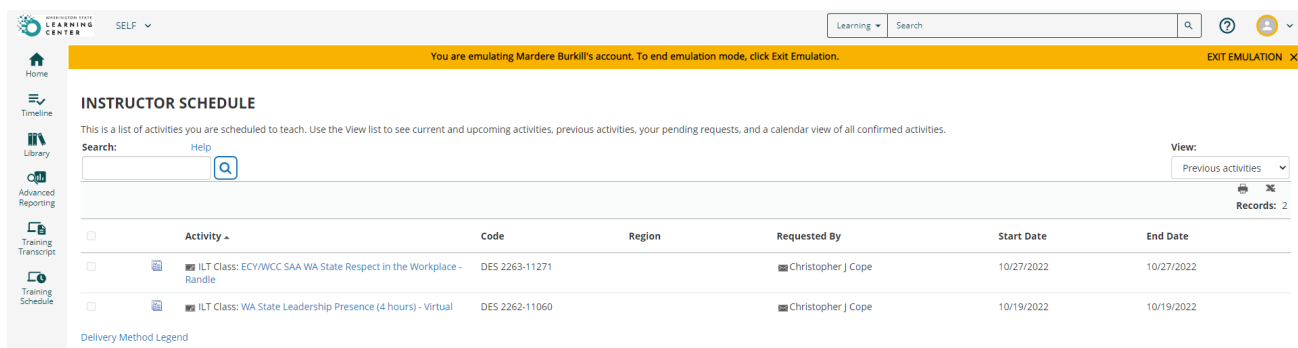 WASHINGTON STATE
LEARNING
CENTER
SELF
Learning
Search
You are emulating Mardere Burkill's account. To end emulation mode, click Exit Emulation.
EXIT EMULATION
Home
Timeline
Library
Advanced
Reporting
Training
Transcript
Training
Schedule
INSTRUCTOR SCHEDULE
This is a list of activities you are scheduled to teach. Use the View list to see current and upcoming activities, previous activities, your pending requests, and a calendar view of all confirmed activities.
Search: Help
View:
Previous activities
Records: 2
Activity Code Region Requested By Start Date End Date
ILT Class: ECY/WCC SAA WA State Respect in the Workplace - DES 2263-11271 Christopher J Cope 10/27/2022 10/27/2022
Randle
ILT Class: WA State Leadership Presence (4 hours) - Virtual DES 2262-11060 Christopher J Cope 10/19/2022 10/19/2022
Delivery Method Legend